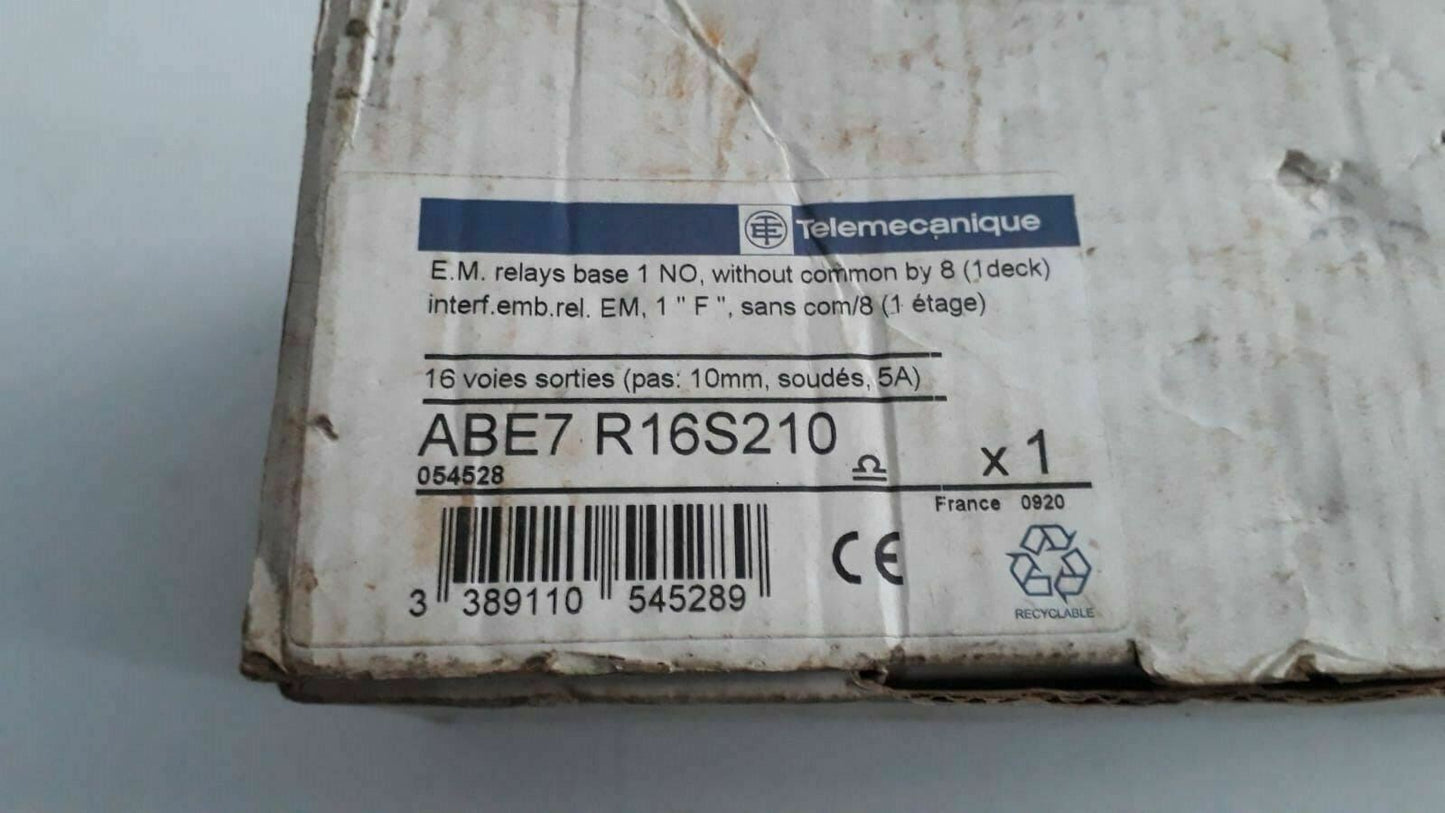 Telemecanique
E.M. relays base 1 NO, without common by 8 (1deck)
interf.emb.rel. EM, 1 " F ", sans com/8 (1 étage)
16 voies sorties (pas: 10mm, soudés, 5A)
ABE7 R16S210
x 1
054528
France 0920
CE
3 389110 545289
RECYCLABLE